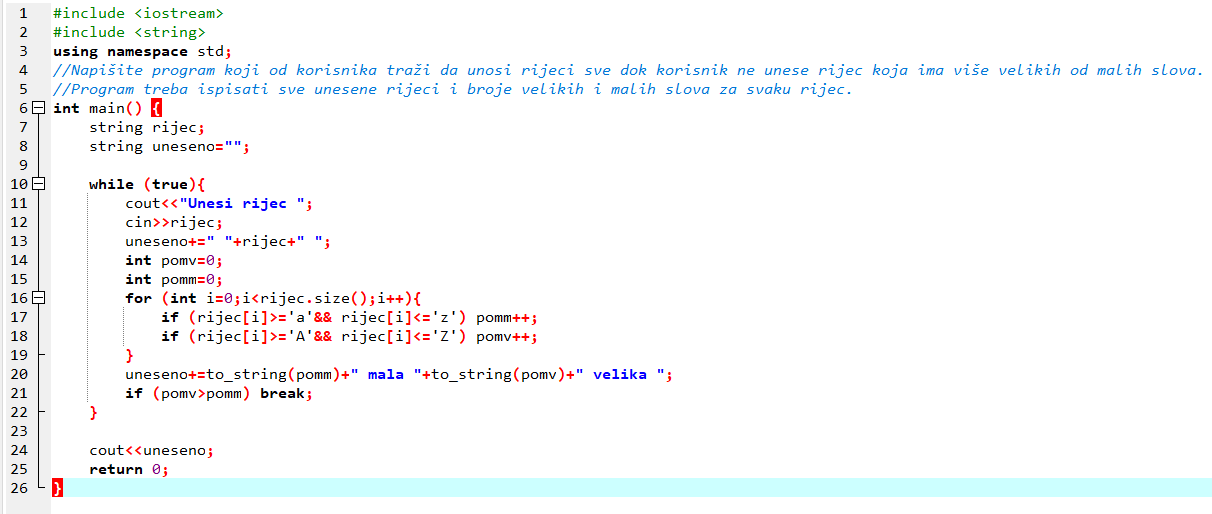 1 #include <iostream>
2 #include <string>
3 using namespace std;
4 //Napišite program koji od korisnika traži da unosi rijeci sve dok korisnik ne unese rijec koja ima više velikih od malih slova.
5 //Program treba ispisati sve unesene rijeci i broje velikih i malih slova za svaku rijec.
6 int main() {
7     string rijec;
8     string uneseno="";
9
10     while (true){
11         cout<<"Unesi rijec ";
12         cin>>rijec;
13         uneseno+=" "+rijec+" ";
14         int pomv=0;
15         int pomm=0;
16         for (int i=0;i<rijec.size();i++){
17             if (rijec[i]>='a'&& rijec[i]<='z') pomm++;
18             if (rijec[i]>='A'&& rijec[i]<='Z') pomv++;
19         }
20         uneseno+=to_string(pomm)+" mala "+to_string(pomv)+" velika ";
21         if (pomv>pomm) break;
22     }
23
24     cout<<uneseno;
25     return 0;
26 }